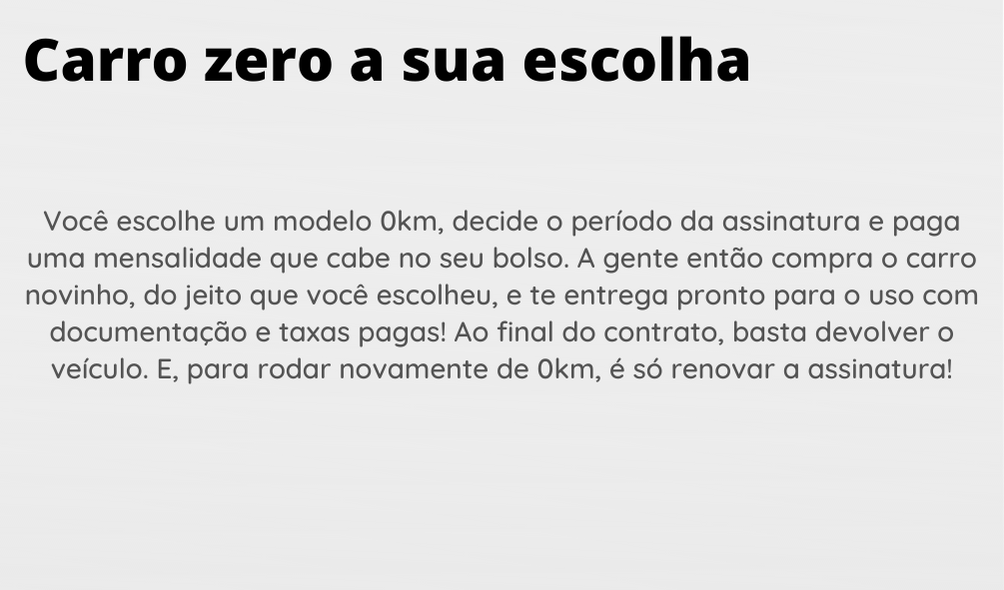 Carro zero a sua escolha
Você escolhe um modelo 0km, decide o período da assinatura e paga
uma mensalidade que cabe no seu bolso. A gente então compra o carro
novinho, do jeito que você escolheu, e te entrega pronto para o uso com
documentação e taxas pagas! Ao final do contrato, basta devolver o
veículo. E, para rodar novamente de 0km, é só renovar a assinatura!